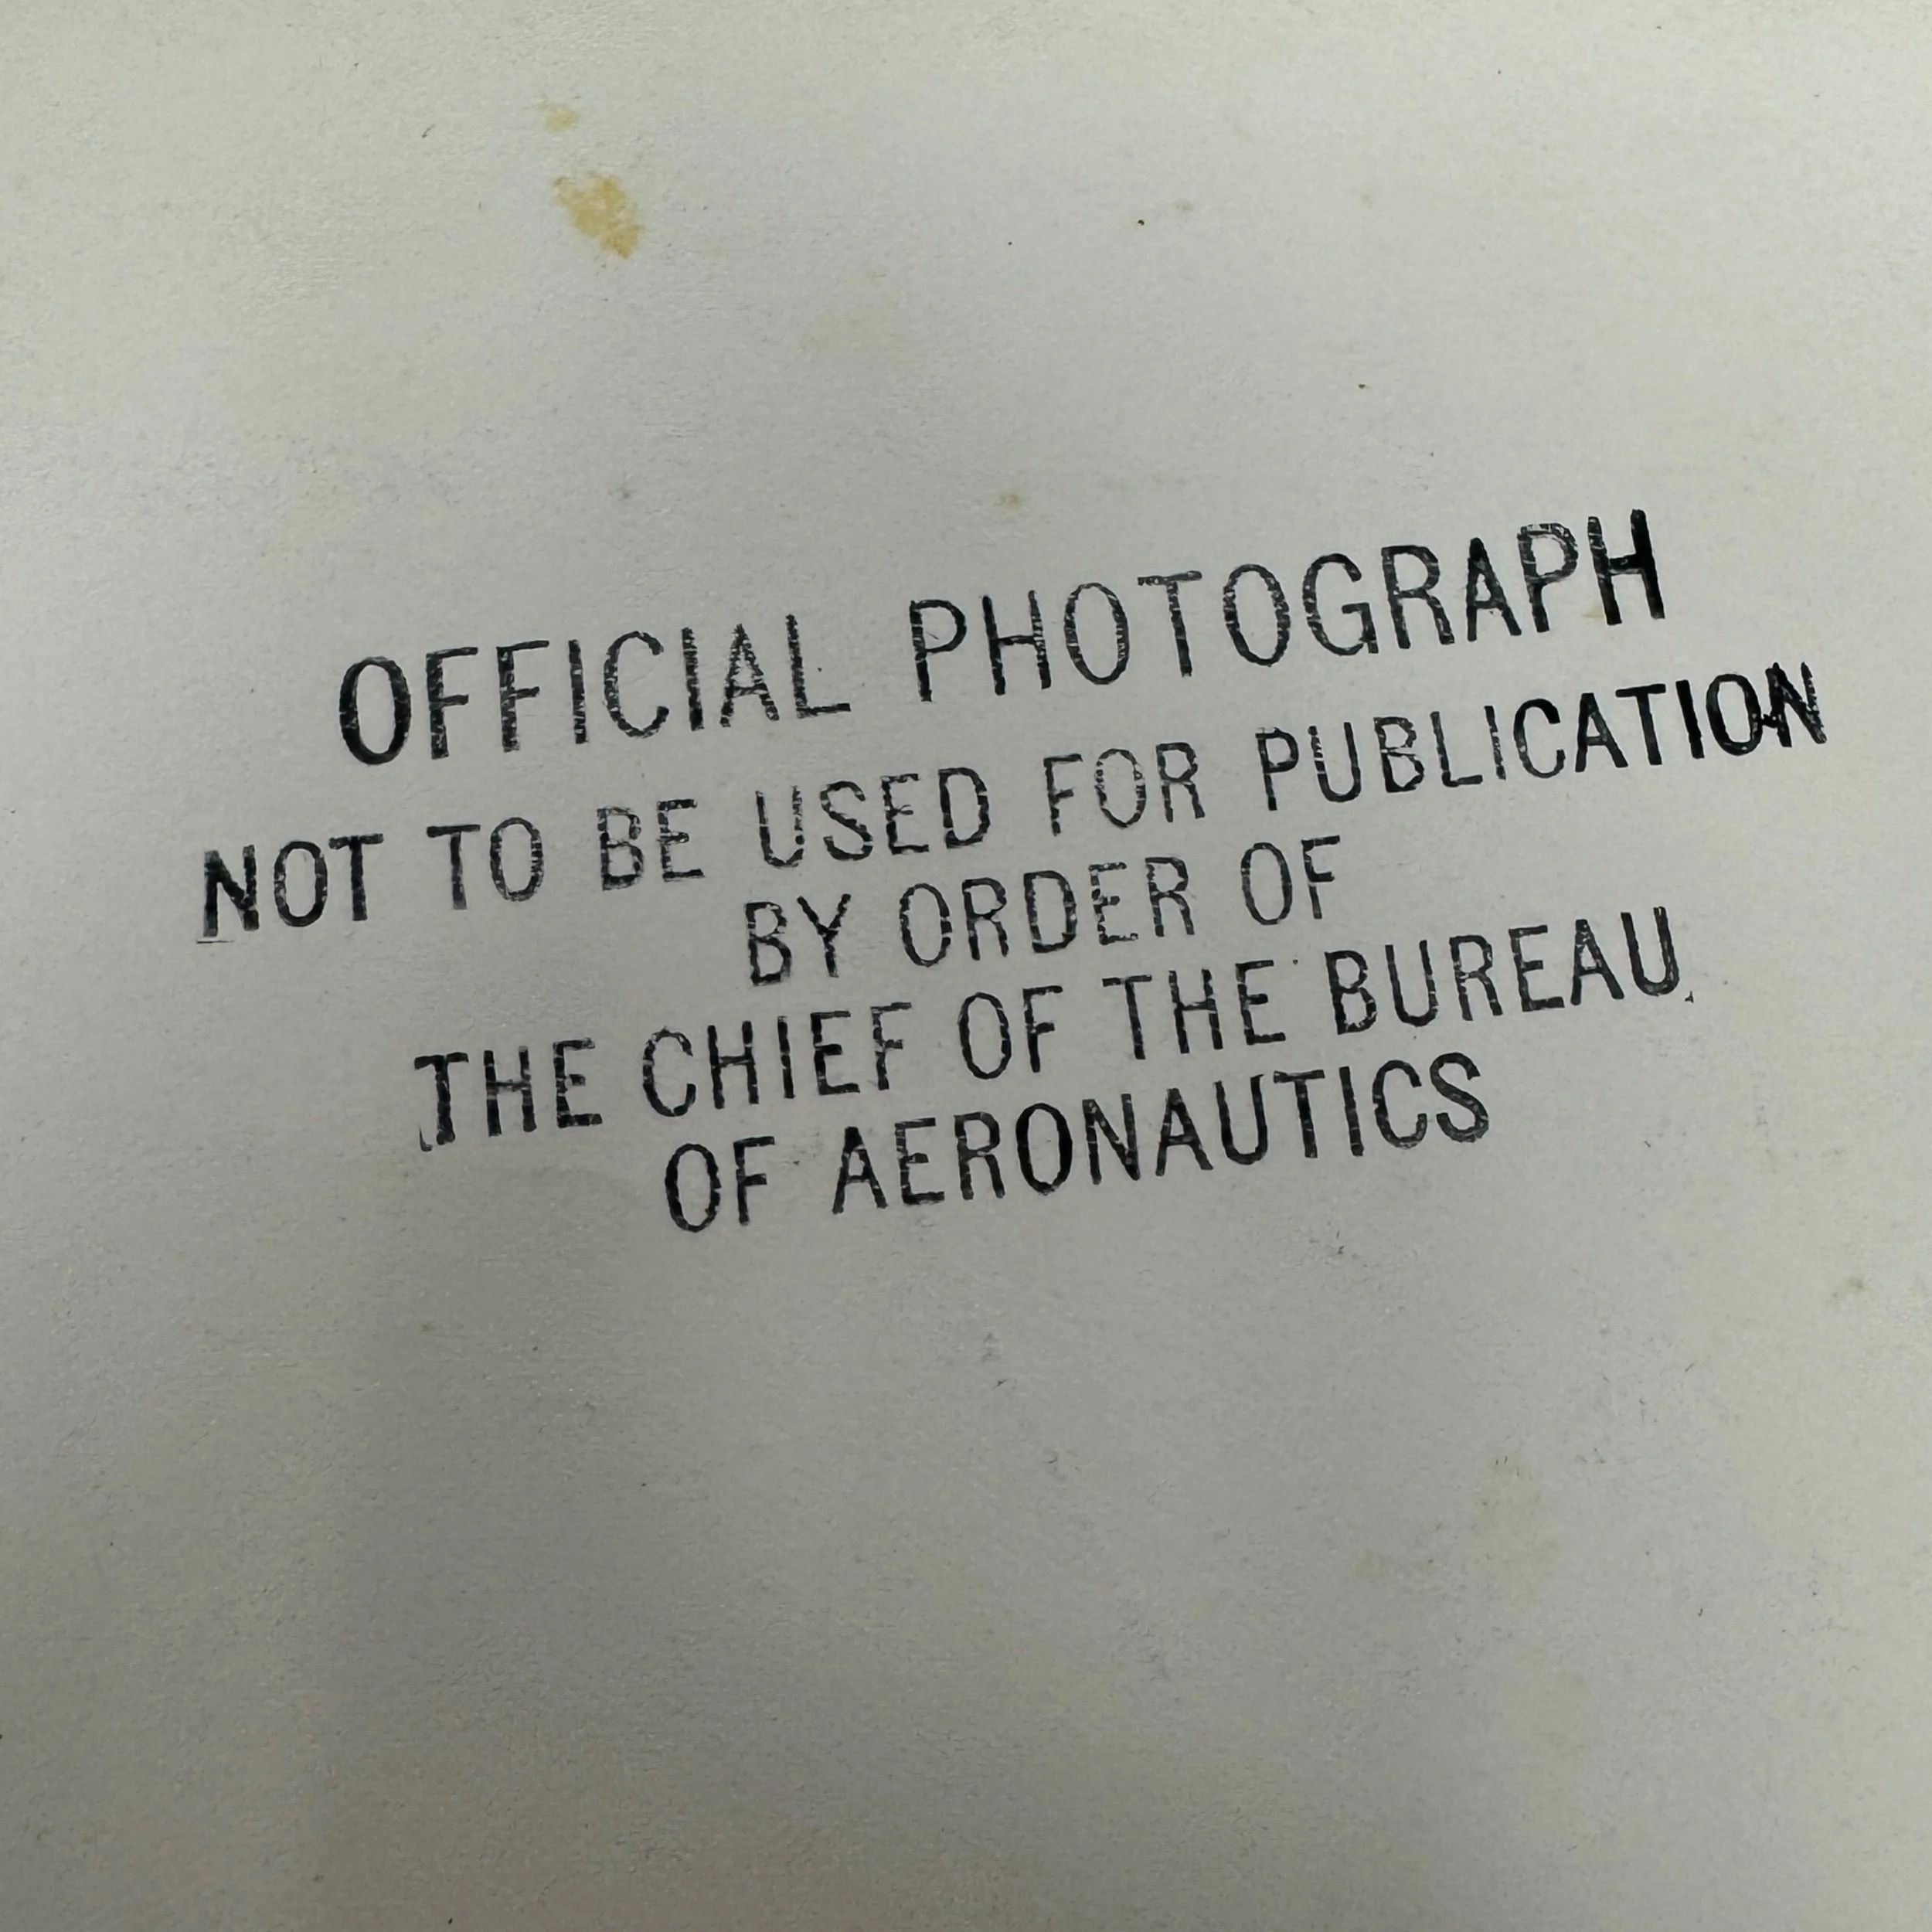 OFFICIAL PHOTOGRAPH
NOT TO BE USED FOR PUBLICATION
BY ORDER OF
THE CHIEF OF THE BUREAU
OF AERONAUTICS